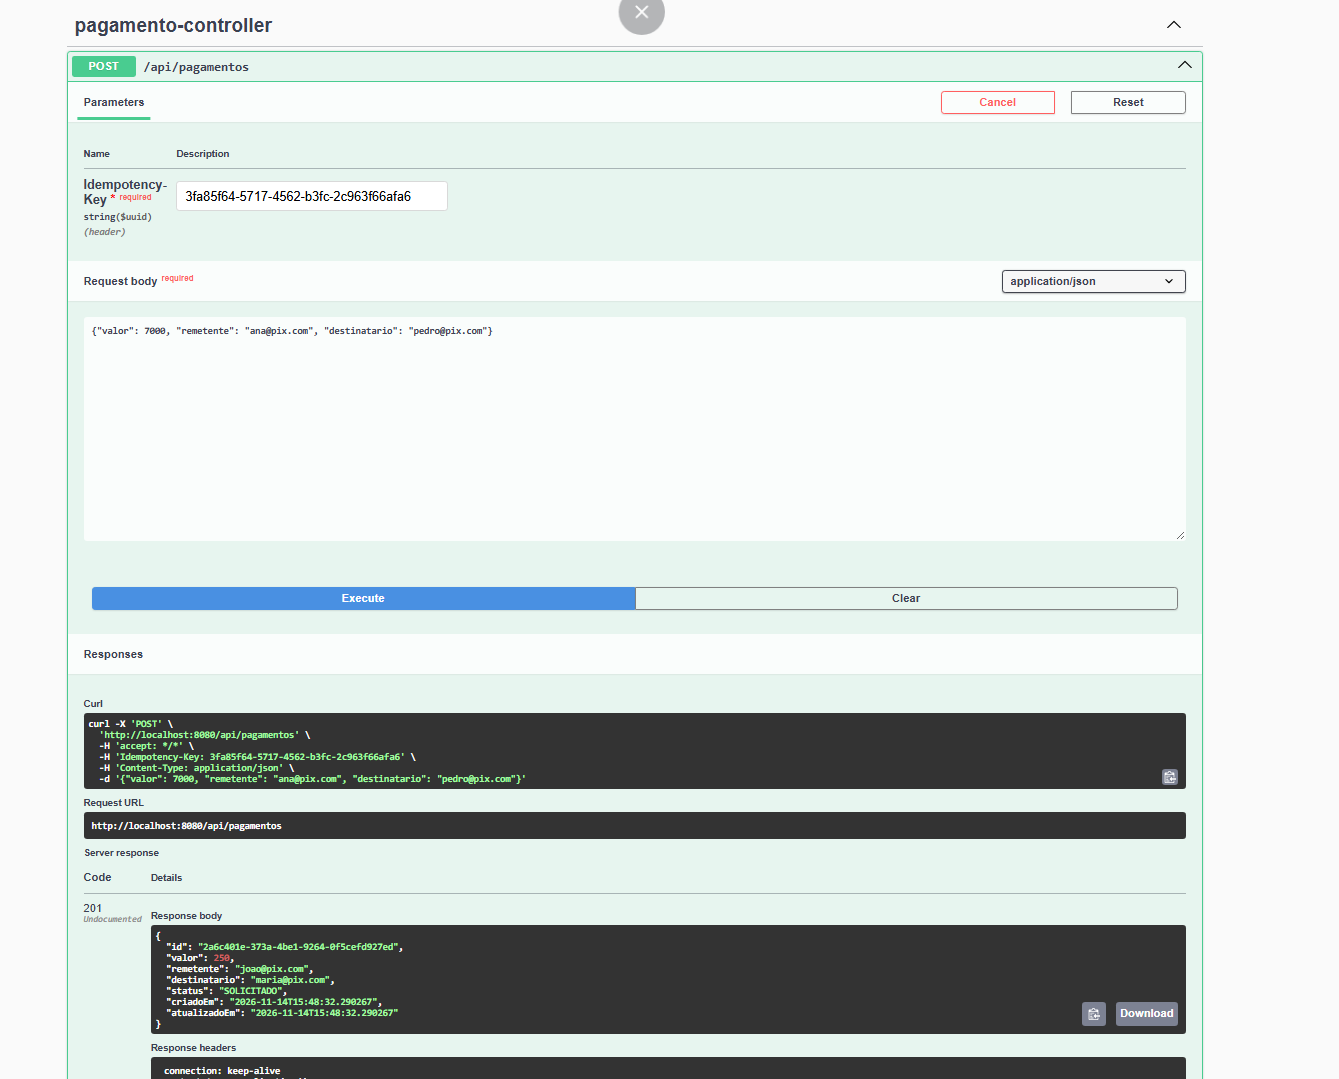 pagamento-controller
POST /api/pagamentos
Parameters
Cancel
Reset
Name Description
Idempotency-
Key * required
3fa85f64-5717-4562-b3fc-2c963f66afa6
string($uuid)
(header)
Request body required
application/json
{"valor": 7000, "remetente": "ana@pix.com", "destinatario": "pedro@pix.com"}
Execute
Clear
Responses
Curl
curl -X 'POST' \
'http://localhost:8080/api/pagamentos' \
-H 'accept: */*' \
-H 'Idempotency-Key: 3fa85f64-5717-4562-b3fc-2c963f66afa6' \
-H 'Content-Type: application/json' \
-d '{"valor": 7000, "remetente": "ana@pix.com", "destinatario": "pedro@pix.com"}'
Request URL
http://localhost:8080/api/pagamentos
Server response
Code Details
201
Undocumented
Response body
{
"id": "2a6c401e-373a-4be1-9264-0f5cefd927ed",
"valor": 250,
"remetente": "joao@pix.com",
"destinatario": "maria@pix.com",
"status": "SOLICITADO",
"criadoEm": "2026-11-14T15:48:32.290267",
"atualizadoEm": "2026-11-14T15:48:32.290267"
}
Download
Response headers
connection: keep-alive